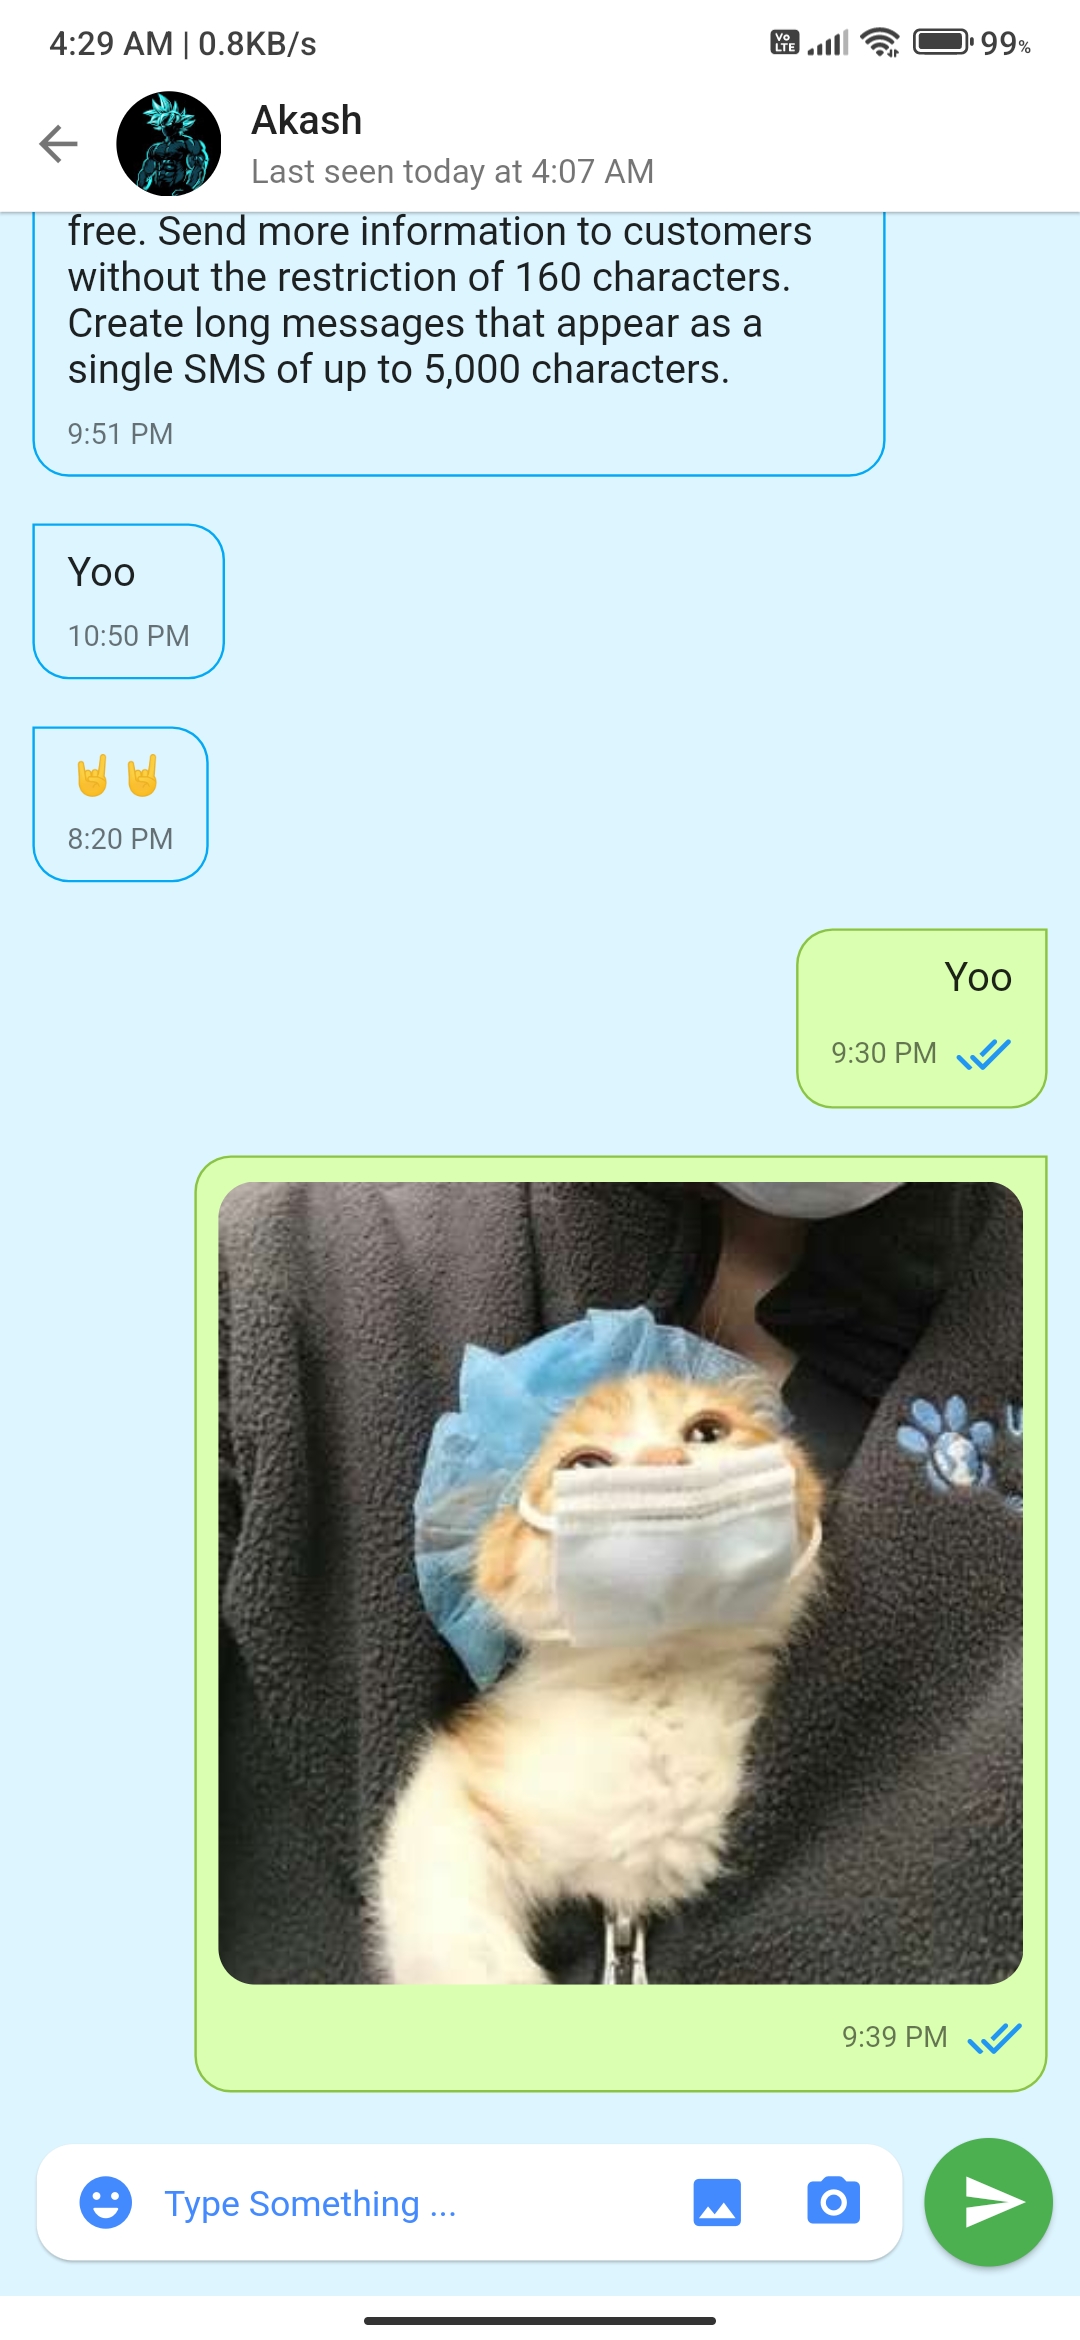 4:29 AM | 0.8KB/s
Vo LTE
99%
Akash
Last seen today at 4:07 AM
free. Send more information to customers
without the restriction of 160 characters.
Create long messages that appear as a
single SMS of up to 5,000 characters.
9:51 PM
Yoo
10:50 PM
🤘🤘
8:20 PM
Yoo
9:30 PM
9:39 PM
Type Something ...